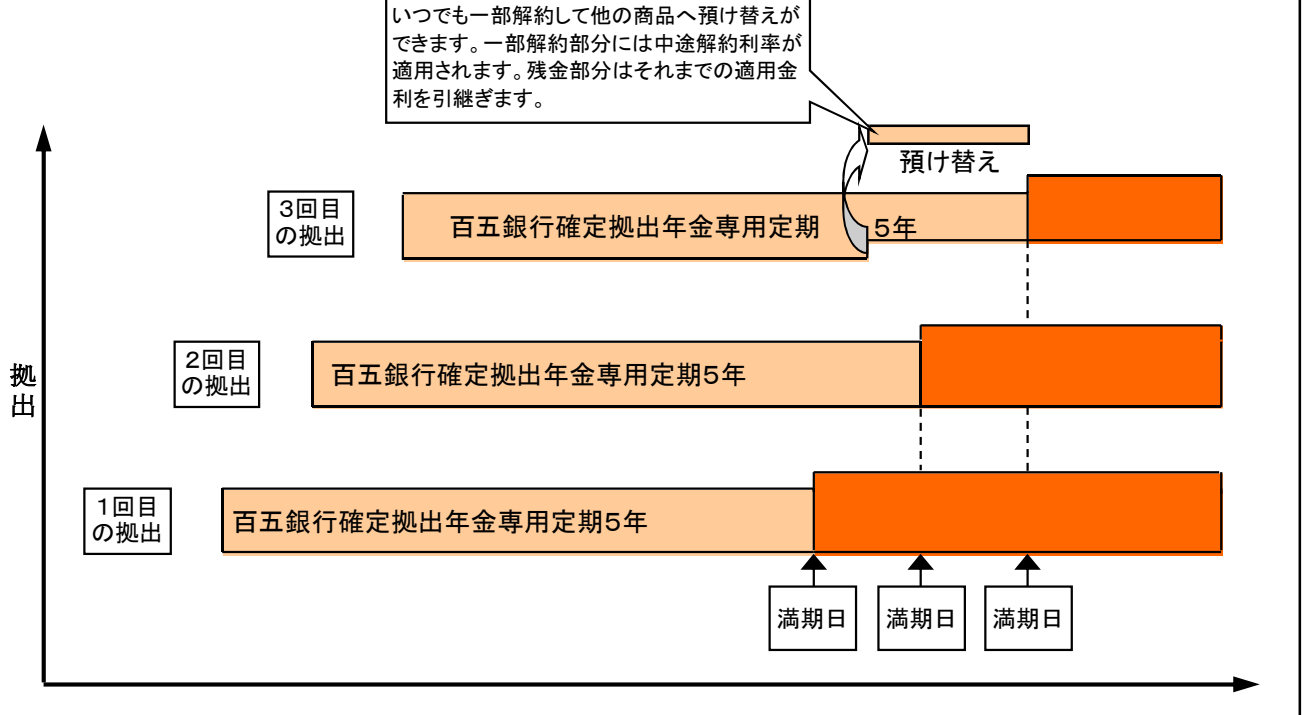 いつでも一部解約して他の商品へ預け替えが
できます。一部解約部分には中途解約利率が
適用されます。残金部分はそれまでの適用金
利を引継ぎます。
預け替え
3回目
の拠出
百五銀行確定拠出年金専用定期 5年
2回目
の拠出
百五銀行確定拠出年金専用定期5年
拠
出
1回目
の拠出
百五銀行確定拠出年金専用定期5年
満期日
満期日
満期日